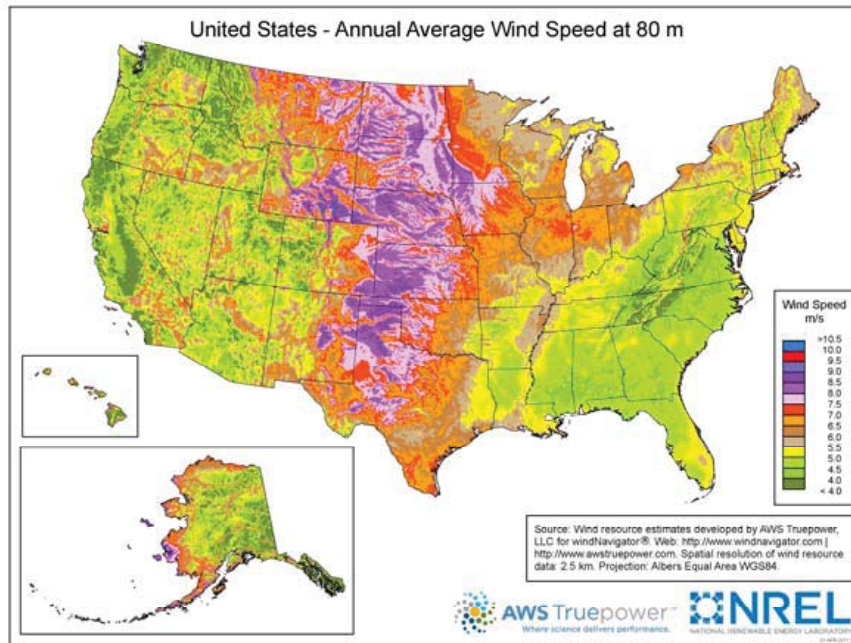 United States - Annual Average Wind Speed at 80 m
Wind Speed
m/s
>10.5
10.0
9.5
9.0
8.5
8.0
7.5
7.0
6.5
6.0
5.5
5.0
4.5
4.0
< 4.0
Source: Wind resource estimates developed by AWS Truepower,
LLC for windNavigator®. Web: http://www.windnavigator.com |
http://www.awstruepower.com. Spatial resolution of wind resource
data: 2.5 km. Projection: Albers Equal Area WGS84.
AWS Truepower™
Where science delivers performance.
NREL
NATIONAL RENEWABLE ENERGY LABORATORY